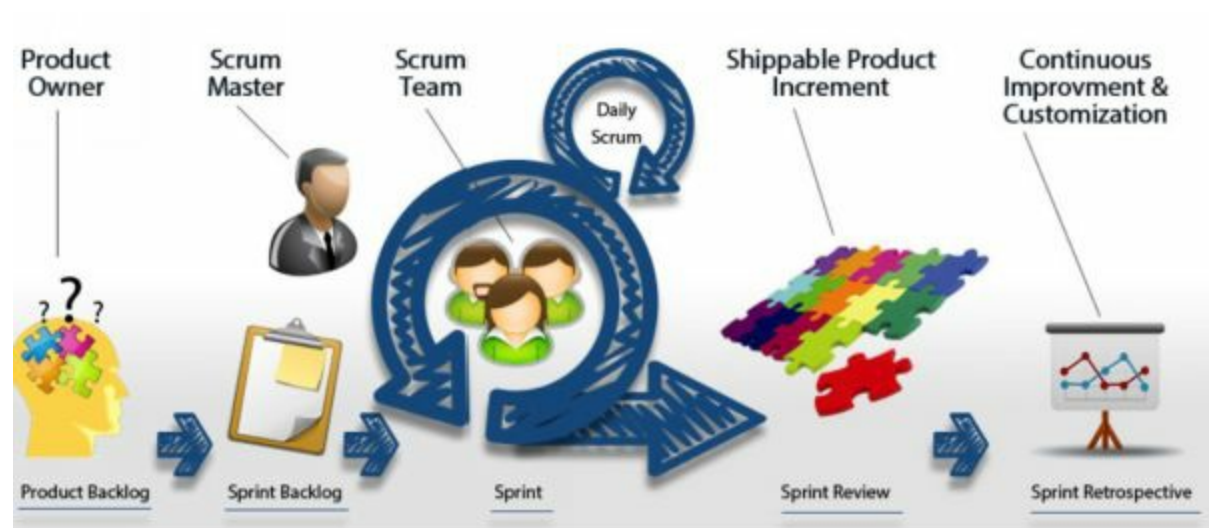 Product
Owner
Scrum
Master
Scrum
Team
Daily
Scrum
Shippable Product
Increment
Continuous
Improvment &
Customization
? ? ?
Product Backlog
Sprint Backlog
Sprint
Sprint Review
Sprint Retrospective